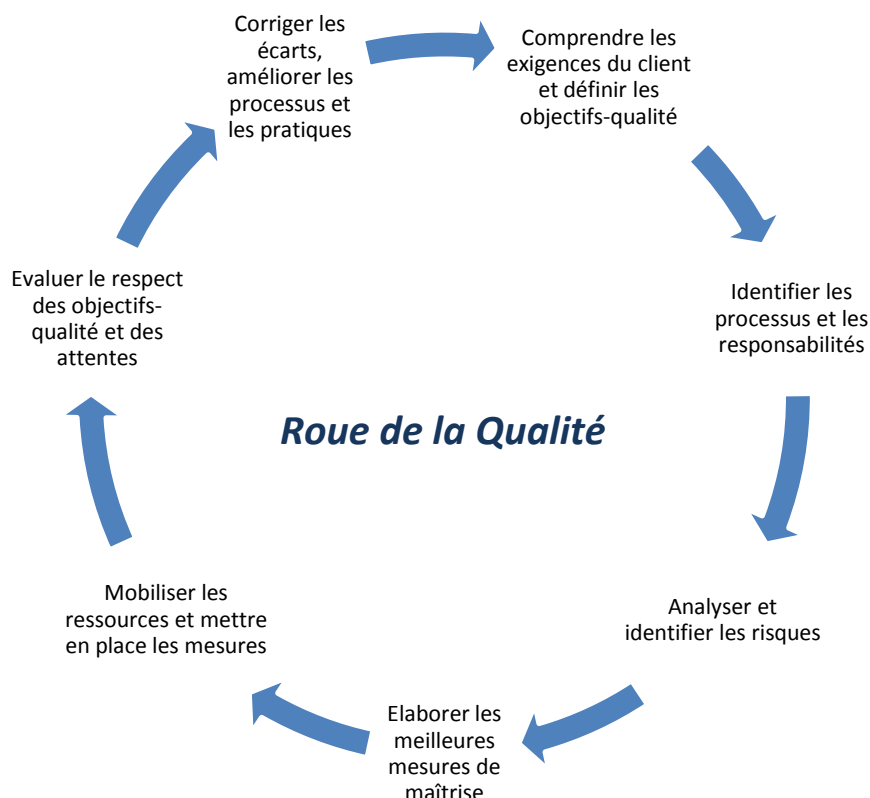 Corriger les
écarts,
améliorer les
processus et
les pratiques
Comprendre les
exigences du client
et définir les
objectifs-qualité
Identifier les
processus et les
responsabilités
Analyser et
identifier les risques
Elaborer les
meilleures
mesures de
maîtrise
Mobiliser les
ressources et mettre
en place les mesures
Evaluer le respect
des objectifs-
qualité et des
attentes
Roue de la Qualité